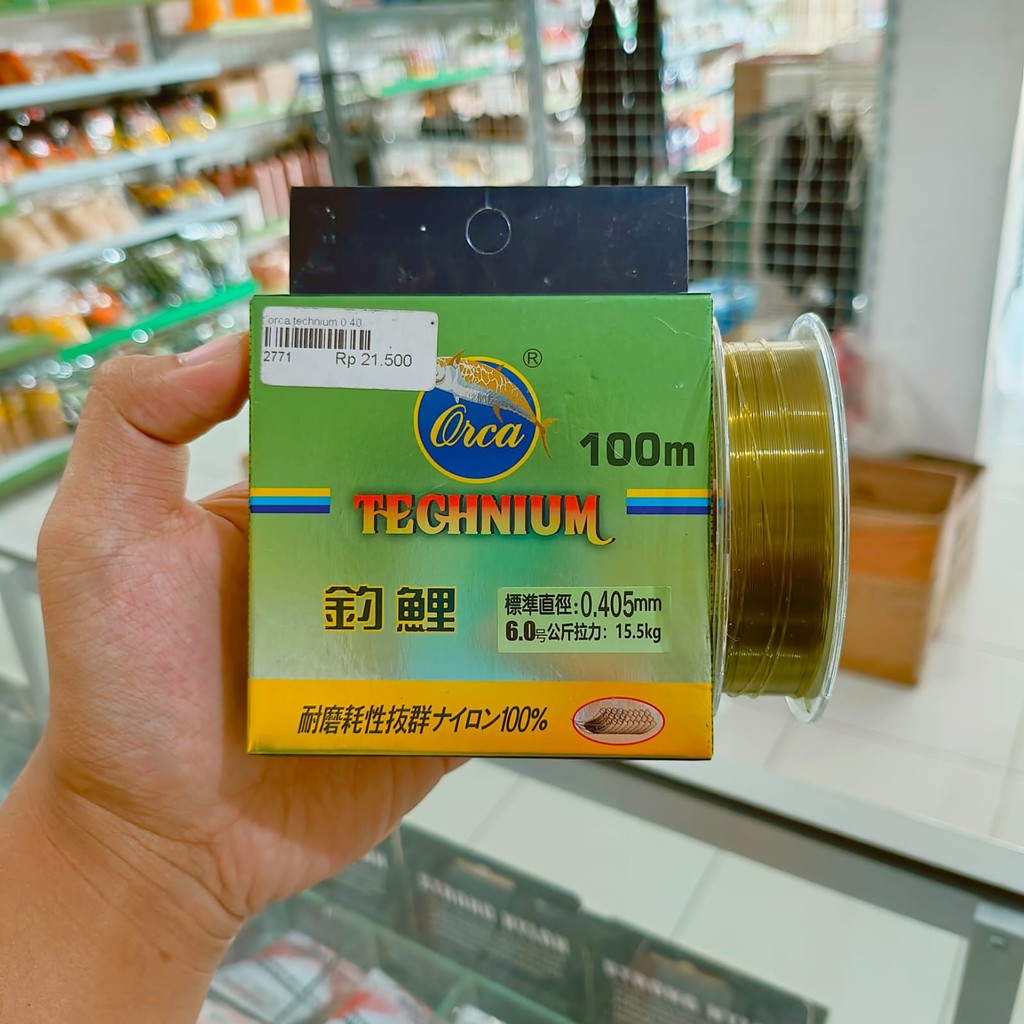 orca technium 0.40
2771 Rp 21.500
®
Orca
100m
TECHNIUM
釣鯉
標準直徑:0.405mm
6.0号公斤拉力: 15.5kg
耐磨耗性抜群ナイロン100%